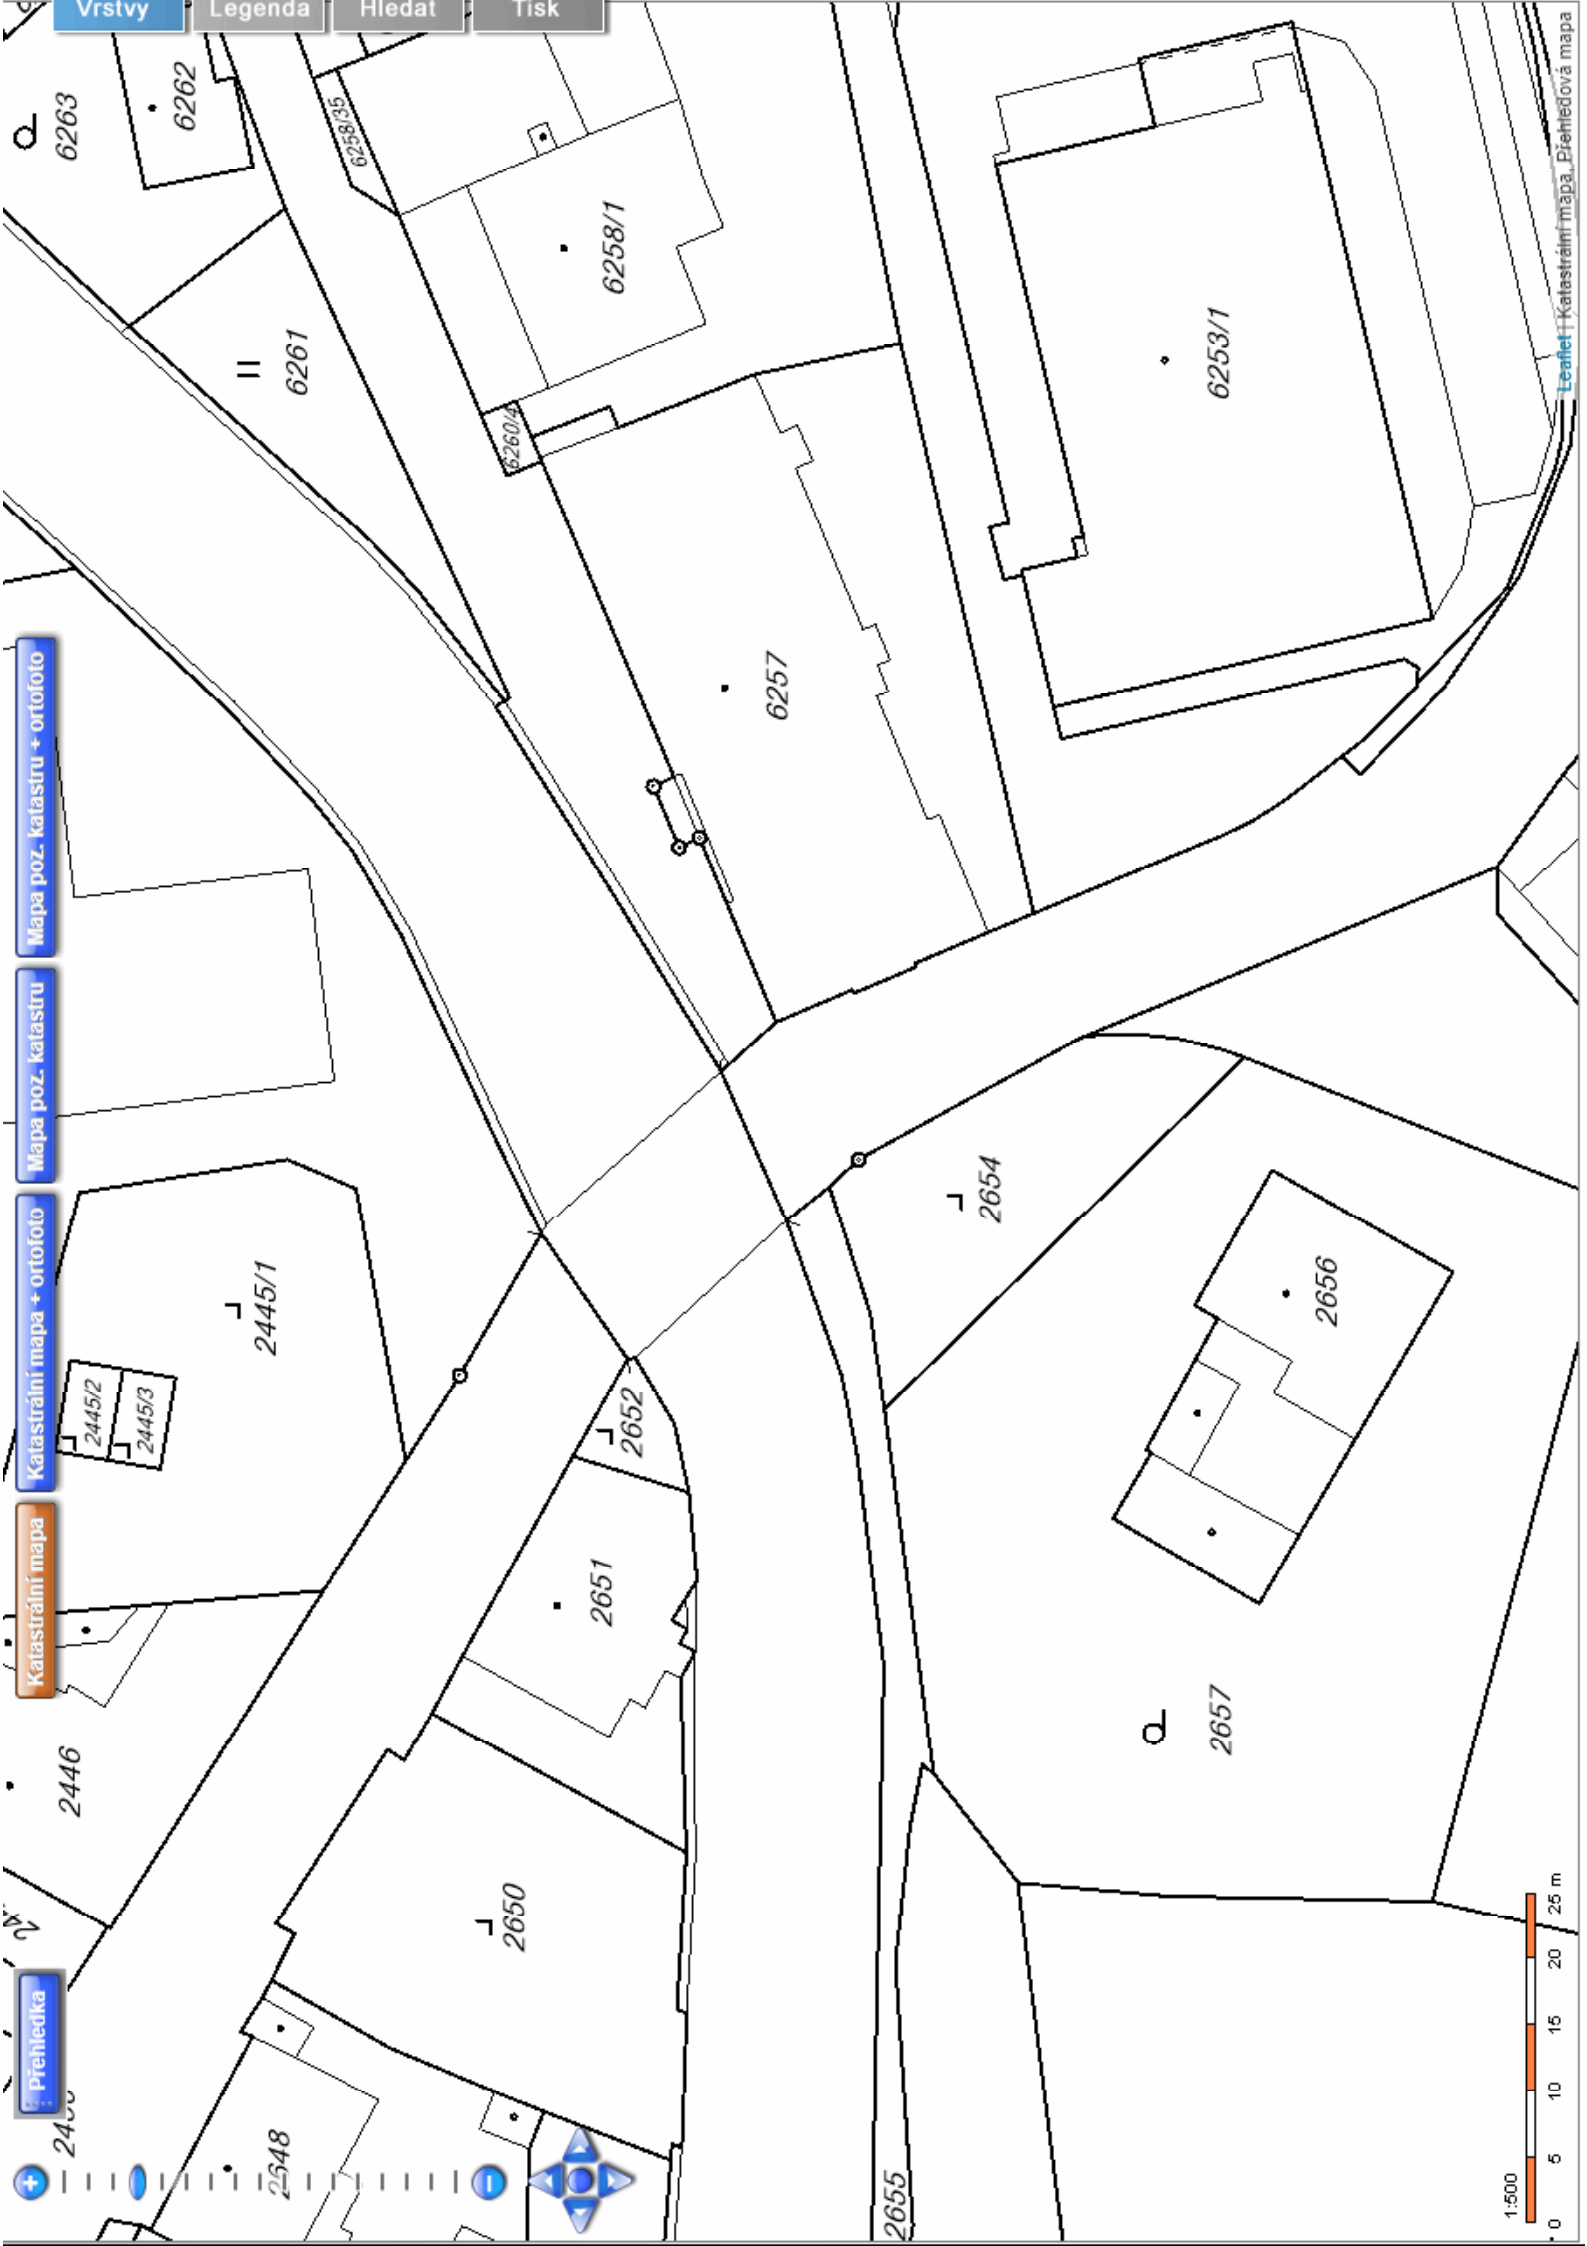 Přehledka
Katastrální mapa
Katastrální mapa + ortofoto
Mapa poz. katastru
Mapa poz. katastru + ortofoto
Vrstvy
Legenda
Hledat
Tisk
2446
2445/2
2445/3
2445/1
6263
6262
6261
6258/35
6258/1
6260/4
2648
2650
2651
2652
6257
2654
6253/1
2655
2657
2656
1:500
0 5 10 15 20 25 m
Leaflet | Katastrální mapa, Přehledová mapa